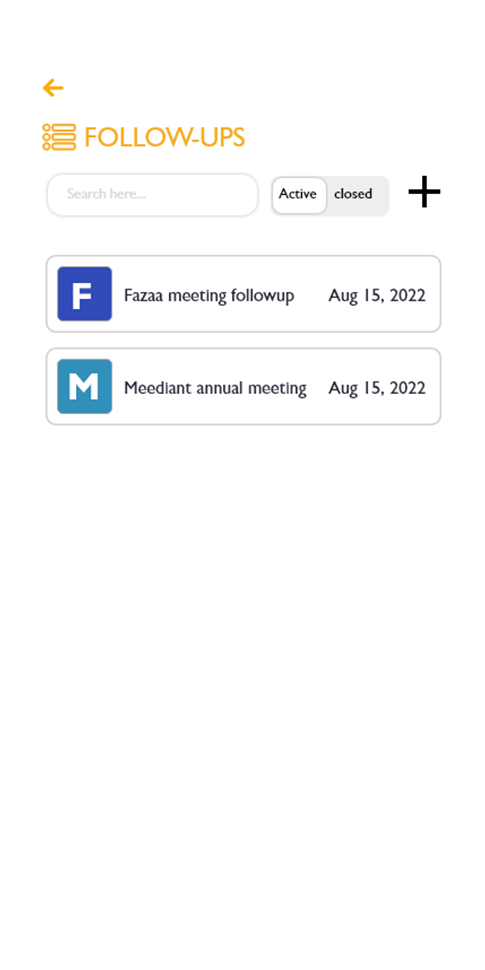 FOLLOW-UPS
Search here...
Active closed
F Fazaa meeting followup Aug 15, 2022
M Meediant annual meeting Aug 15, 2022